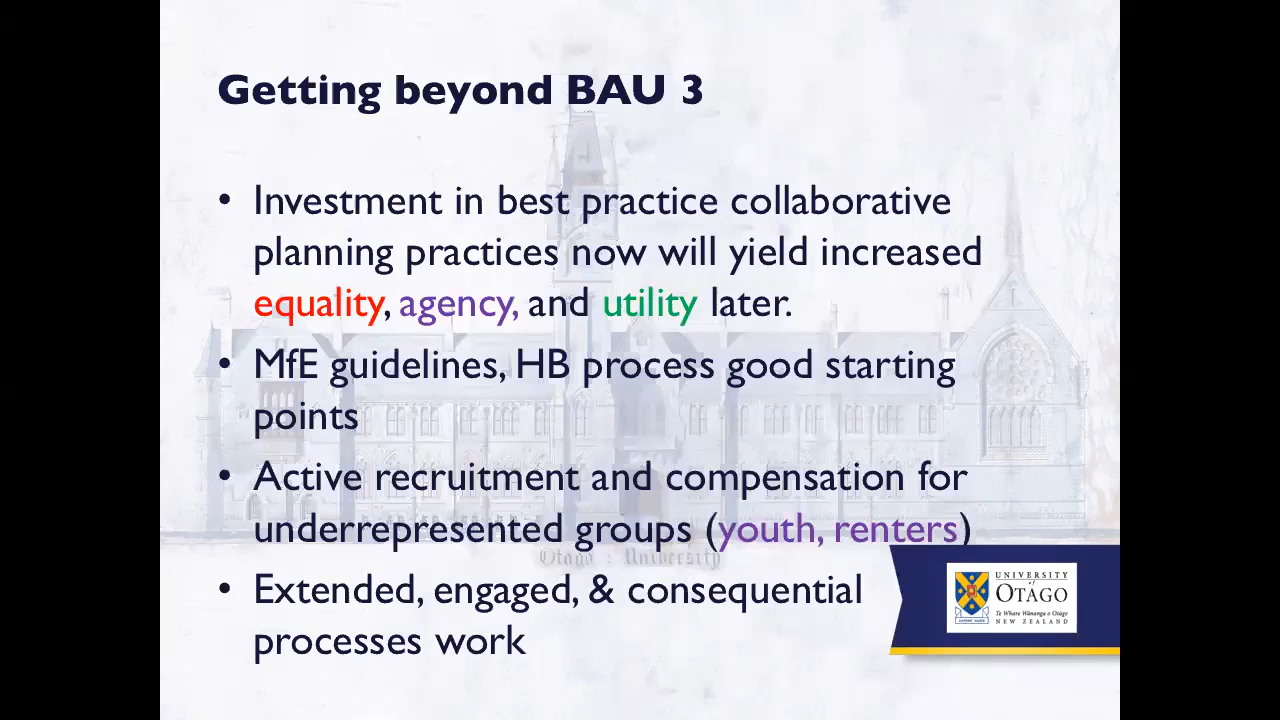 Getting beyond BAU 3
• Investment in best practice collaborative
planning practices now will yield increased
equality, agency, and utility later.
• MfE guidelines, HB process good starting
points
• Active recruitment and compensation for
underrepresented groups (youth, renters)
Otago : University
• Extended, engaged, & consequential
processes work
UNIVERSITY
of
OTAGO
Te Whare Wānanga o Otāgo
NEW ZEALAND